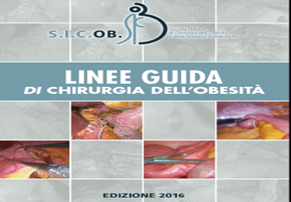 S.I.C.OB.
LINEE GUIDA
DI CHIRURGIA DELL'OBESITÀ
EDIZIONE 2016